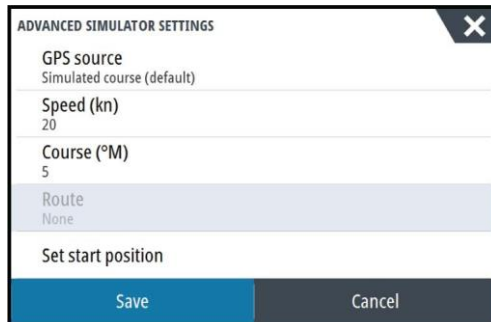 ADVANCED SIMULATOR SETTINGS
GPS source
Simulated course (default)
Speed (kn)
20
Course (°M)
5
Route
None
Set start position
Save
Cancel